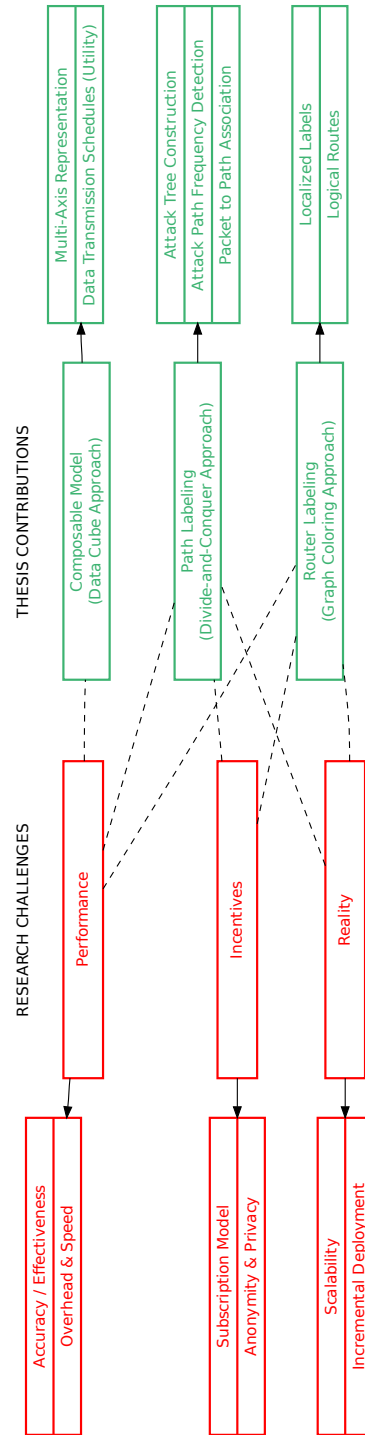 RESEARCH CHALLENGES
THESIS CONTRIBUTIONS
Accuracy / Effectiveness
Overhead & Speed
Performance
Composable Model
(Data Cube Approach)
Multi-Axis Representation
Data Transmission Schedules (Utility)
Subscription Model
Anonymity & Privacy
Incentives
Path Labeling
(Divide-and-Conquer Approach)
Attack Tree Construction
Attack Path Frequency Detection
Packet to Path Association
Scalability
Incremental Deployment
Reality
Router Labeling
(Graph Coloring Approach)
Localized Labels
Logical Routes